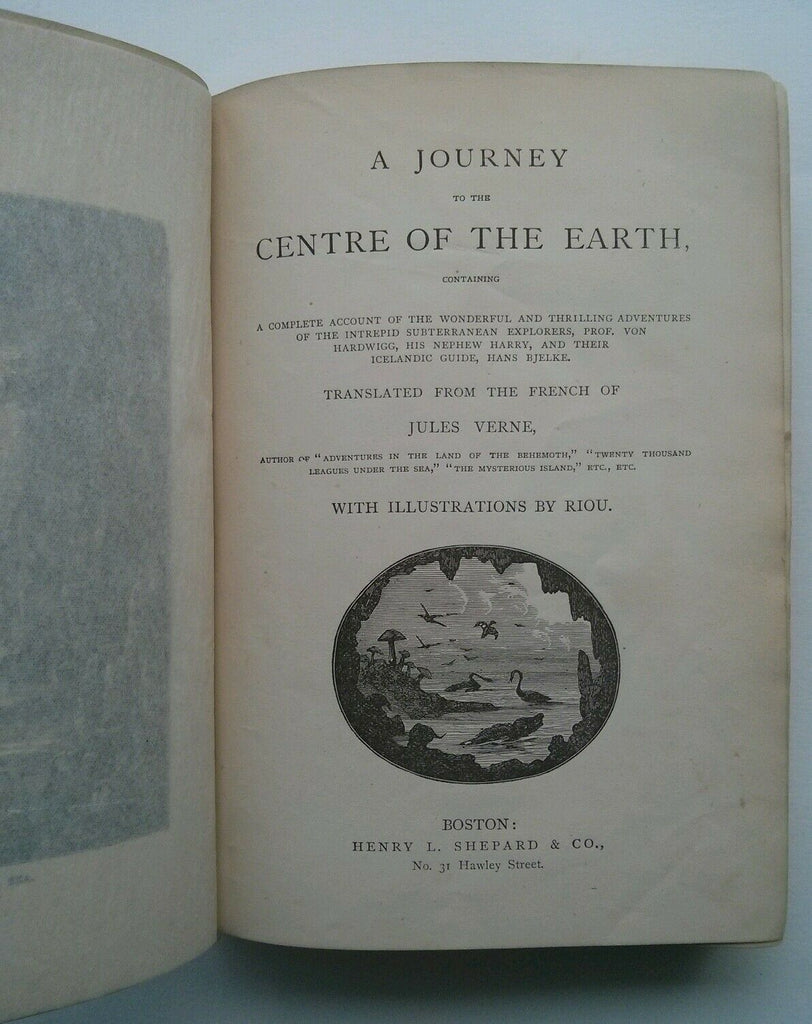 A JOURNEY
TO THE
CENTRE OF THE EARTH,
CONTAINING
A COMPLETE ACCOUNT OF THE WONDERFUL AND THRILLING ADVENTURES
OF THE INTREPID SUBTERRANEAN EXPLORERS, PROF. VON
HARDWIGG, HIS NEPHEW HARRY, AND THEIR
ICELANDIC GUIDE, HANS BJELKE.
TRANSLATED FROM THE FRENCH OF
JULES VERNE,
AUTHOR OF "ADVENTURES IN THE LAND OF THE BEHEMOTH," "TWENTY THOUSAND
LEAGUES UNDER THE SEA," "THE MYSTERIOUS ISLAND," ETC., ETC.
WITH ILLUSTRATIONS BY RIOU.
BOSTON:
HENRY L. SHEPARD & CO.,
No. 31 Hawley Street.